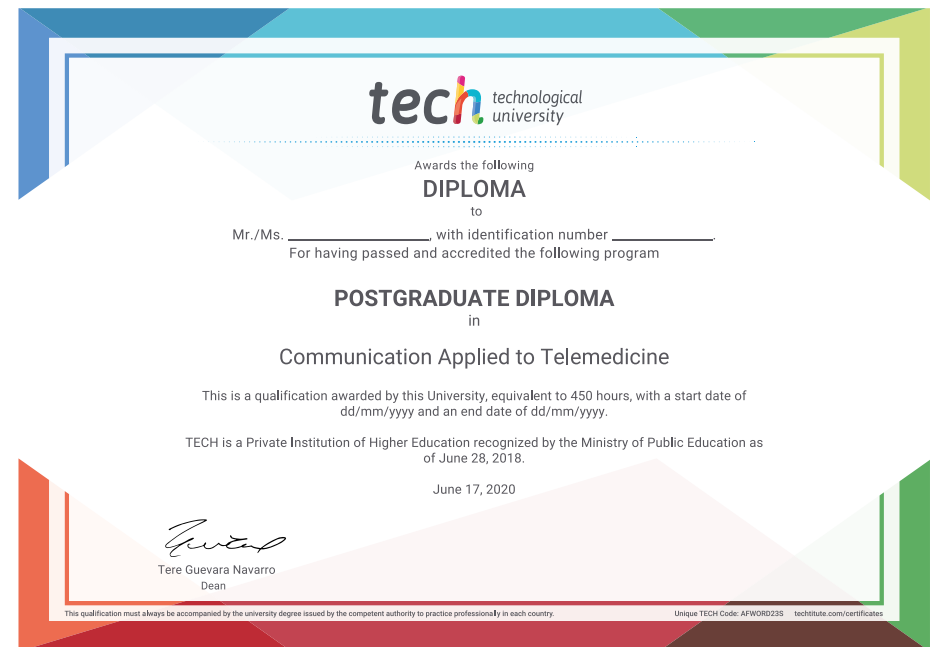 tech technological
university
Awards the following
DIPLOMA
to
Mr./Ms. ___________________, with identification number ______________.
For having passed and accredited the following program
POSTGRADUATE DIPLOMA
in
Communication Applied to Telemedicine
This is a qualification awarded by this University, equivalent to 450 hours, with a start date of
dd/mm/yyyy and an end date of dd/mm/yyyy.
TECH is a Private Institution of Higher Education recognized by the Ministry of Public Education as
of June 28, 2018.
June 17, 2020
Tere Guevara Navarro
Dean
This qualification must always be accompanied by the university degree issued by the competent authority to practice professionally in each country. Unique TECH Code: AFWORD23S techtitute.com/certificates